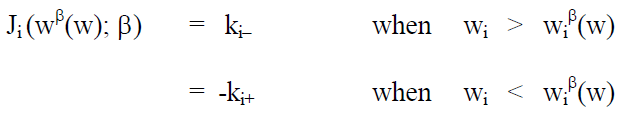 Jᵢ(wᵝ(w); β) = kᵢ₋ when wᵢ > wᵢᵝ(w)
= -kᵢ₊ when wᵢ < wᵢᵝ(w)